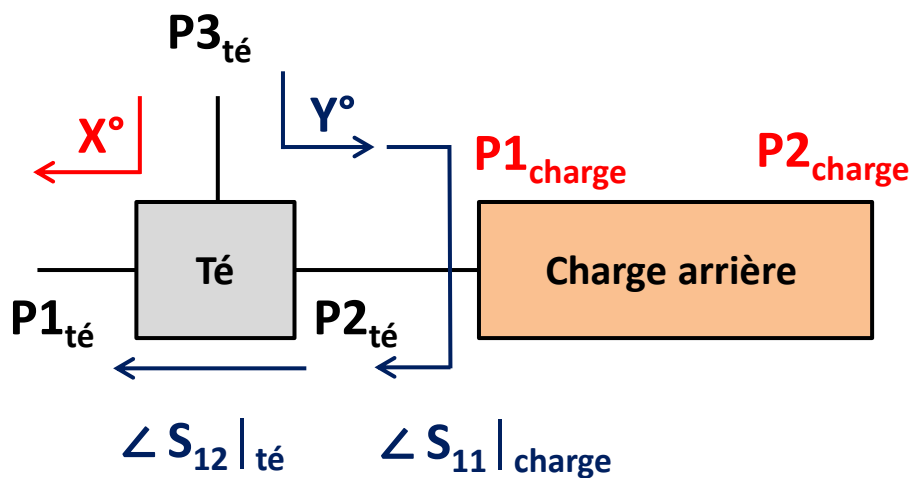 P3té
X°
Y°
P1charge
P2charge
Té
Charge arrière
P1té
P2té
∠ S12|té
∠ S11|charge